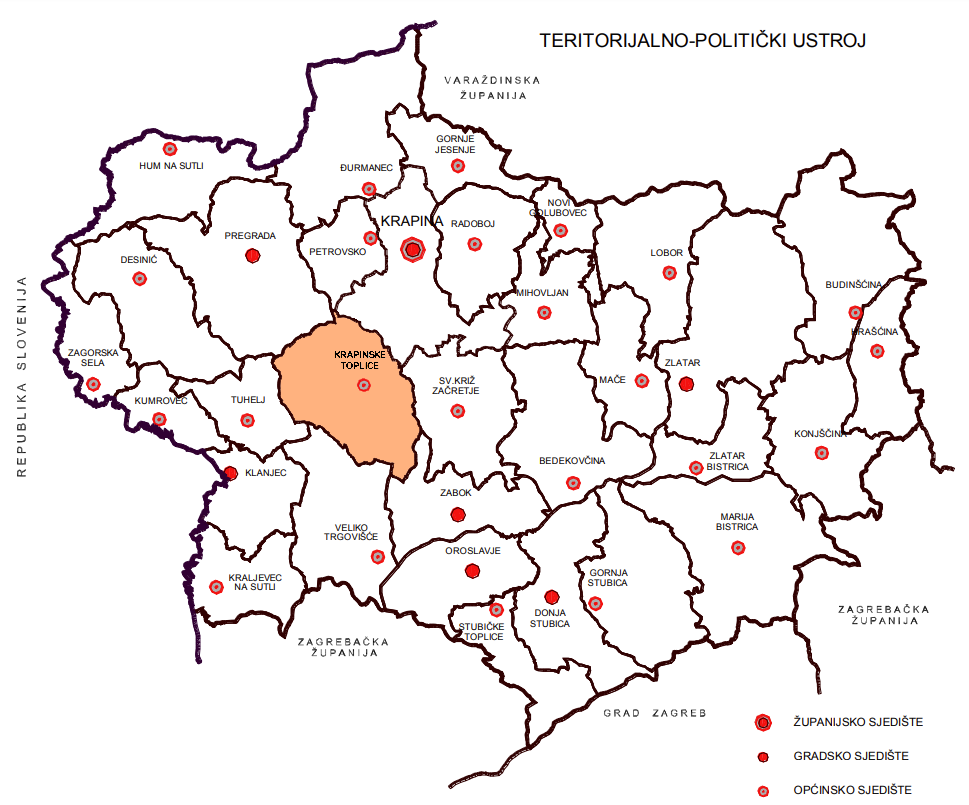 TERITORIJALNO-POLITIČKI USTROJ
VARAŽDINSKA
ŽUPANIJA
GORNJE
JESENJE
HUM NA SUTLI
ĐURMANEC
NOVI
GOLUBOVEC
KRAPINA
RADOBOJ
PREGRADA
PETROVSKO
LOBOR
DESINIĆ
BUDINŠĆINA
MIHOVLJAN
REPUBLIKA SLOVENIJA
HRAŠĆINA
ZAGORSKA
SELA
KRAPINSKE
TOPLICE
ZLATAR
SV.KRIŽ
ZAČRETJE
MAČE
KUMROVEC
TUHELJ
KONJŠĆINA
BEDEKOVČINA
ZLATAR
BISTRICA
KLANJEC
ZABOK
MARIJA
BISTRICA
VELIKO
TRGOVIŠĆE
OROSLAVJE
GORNJA
STUBICA
KRALJEVEC
NA SUTLI
DONJA
STUBICA
STUBIČKE
TOPLICE
ZAGREBAČKA
ŽUPANIJA
ZAGREBAČKA
ŽUPANIJA
GRAD ZAGREB
ŽUPANIJSKO SJEDIŠTE
GRADSKO SJEDIŠTE
OPĆINSKO SJEDIŠTE